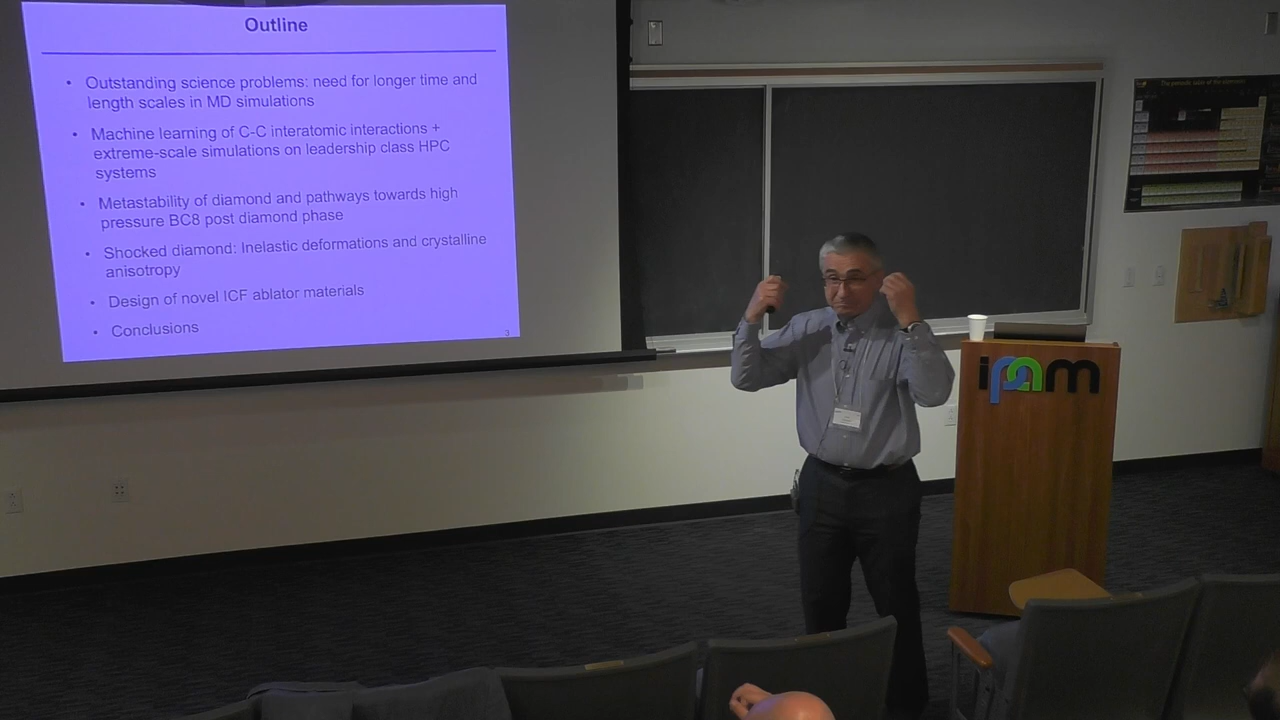 Outline
• Outstanding science problems: need for longer time and
length scales in MD simulations
• Machine learning of C-C interatomic interactions +
extreme-scale simulations on leadership class HPC
systems
• Metastability of diamond and pathways towards high
pressure BC8 post diamond phase
• Shocked diamond: Inelastic deformations and crystalline
anisotropy
• Design of novel ICF ablator materials
• Conclusions
3
ipam